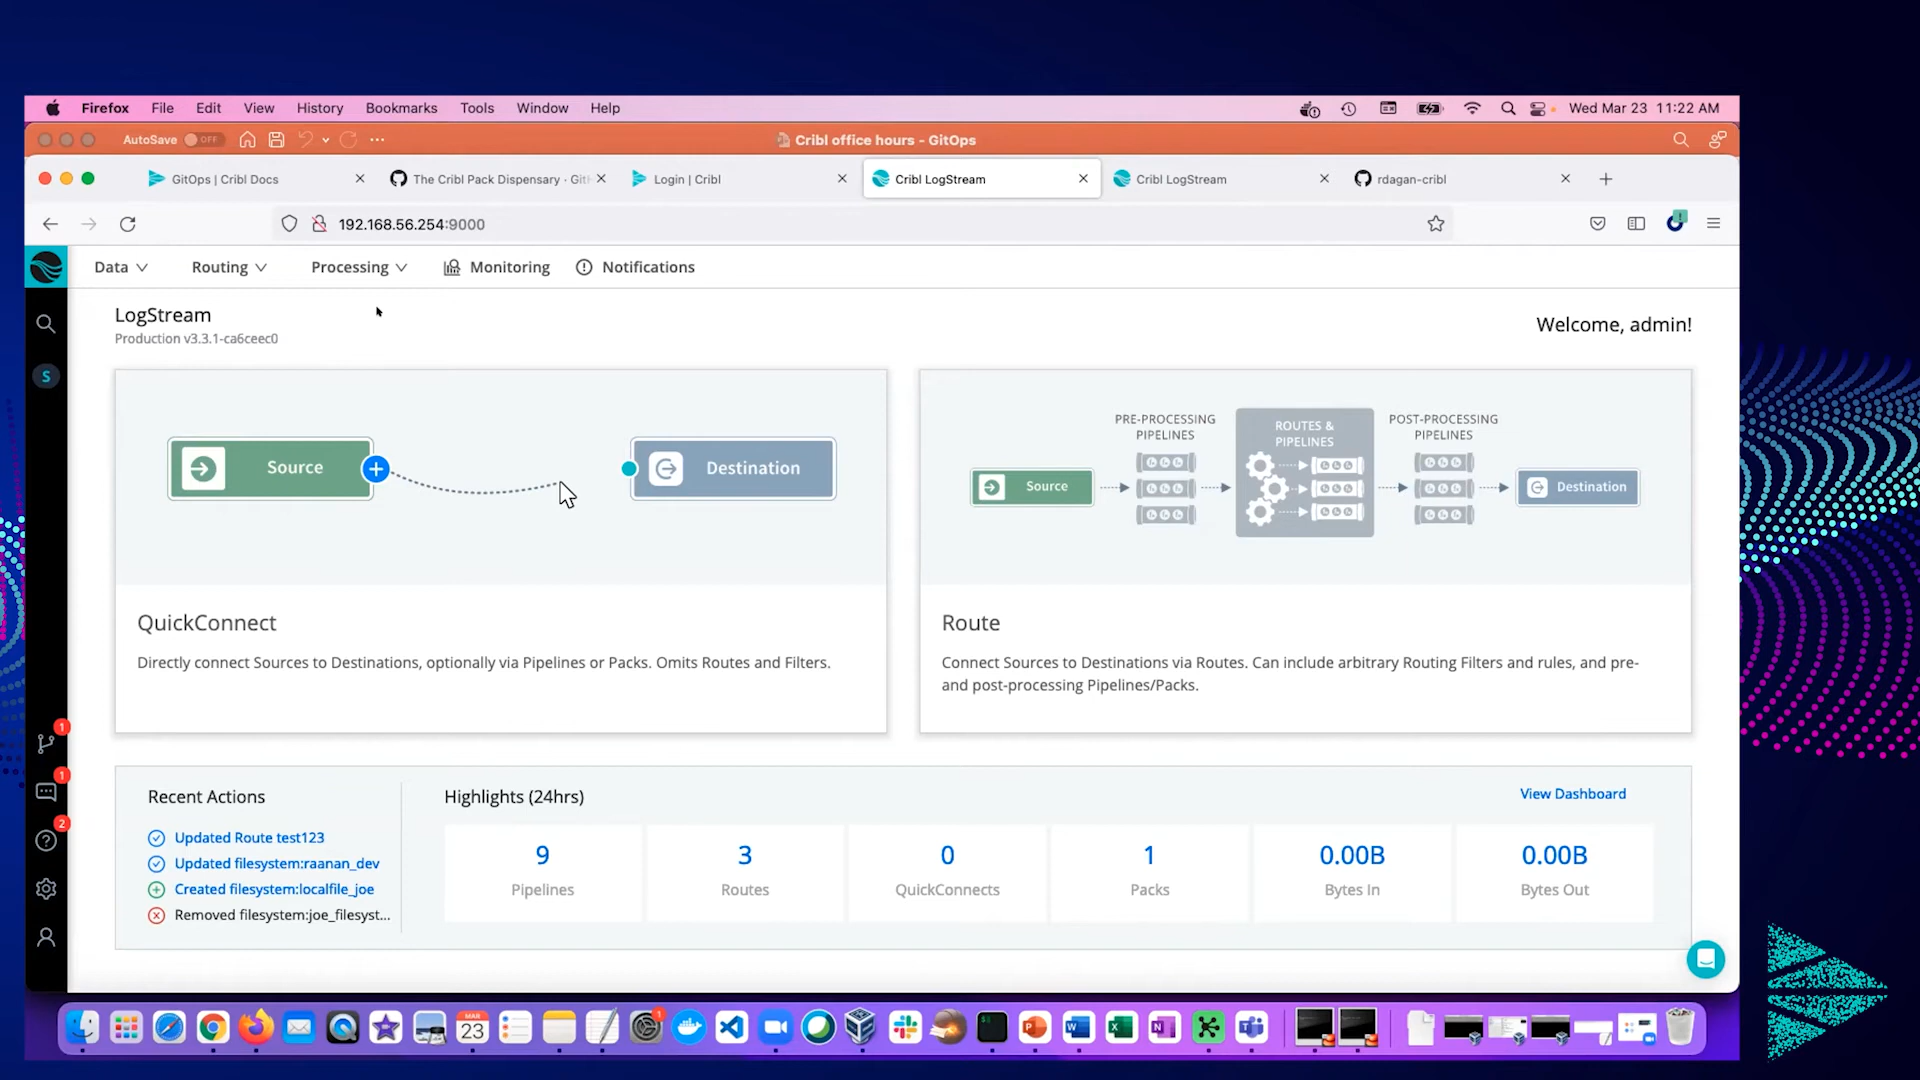 Firefox File Edit View History Bookmarks Tools Window Help Wed Mar 23 11:22 AM
AutoSave OFF Cribl office hours - GitOps
GitOps | Cribl Docs The Cribl Pack Dispensary · Git Login | Cribl Cribl LogStream Cribl LogStream rdagan-cribl
192.168.56.254:9000
Data Routing Processing Monitoring Notifications
LogStream
Production v3.3.1-ca6ceec0
Welcome, admin!
S
Source
Destination
PRE-PROCESSING
PIPELINES
ROUTES &
PIPELINES
POST-PROCESSING
PIPELINES
Source
Destination
QuickConnect
Directly connect Sources to Destinations, optionally via Pipelines or Packs. Omits Routes and Filters.
Route
Connect Sources to Destinations via Routes. Can include arbitrary Routing Filters and rules, and pre-
and post-processing Pipelines/Packs.
1
1
2
Recent Actions
Updated Route test123
Updated filesystem:raanan_dev
Created filesystem:localfile_joe
Removed filesystem:joe_filesyst...
Highlights (24hrs)
View Dashboard
9
Pipelines
3
Routes
0
QuickConnects
1
Packs
0.00B
Bytes In
0.00B
Bytes Out
MAR
23
1